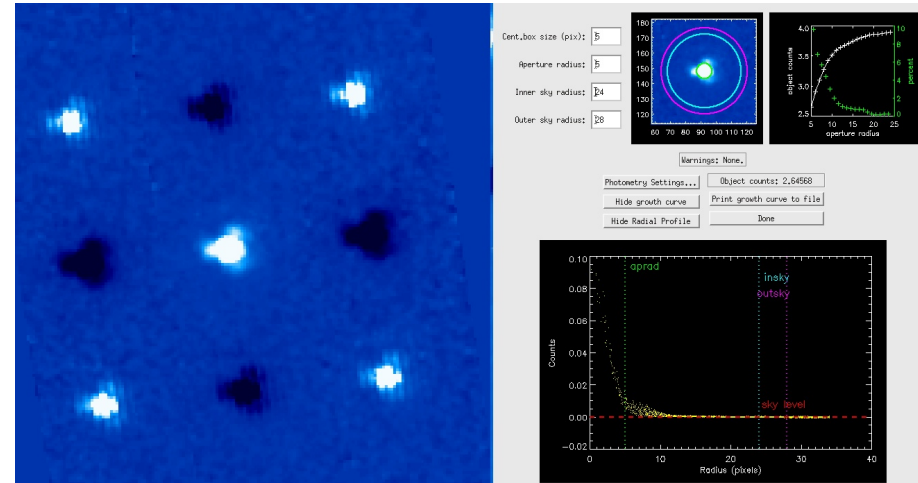 Cent.box size (pix): 5
Aperture radius: 5
Inner sky radius: 24
Outer sky radius: 28
180
170
160
150
140
130
120
60 70 80 90 100 110 120
4.0
3.5
3.0
2.5
object counts
10
8
6
4
2
0
percent
5 10 15 20 25
aperture radius
Warnings: None.
Photometry Settings...
Object counts: 2.64568
Hide growth curve
Print growth curve to file
Hide Radial Profile
Done
0.10
0.08
0.06
0.04
0.02
0.00
-0.02
Counts
aprad
insky
outsky
sky level
0 10 20 30 40
Radius (pixels)